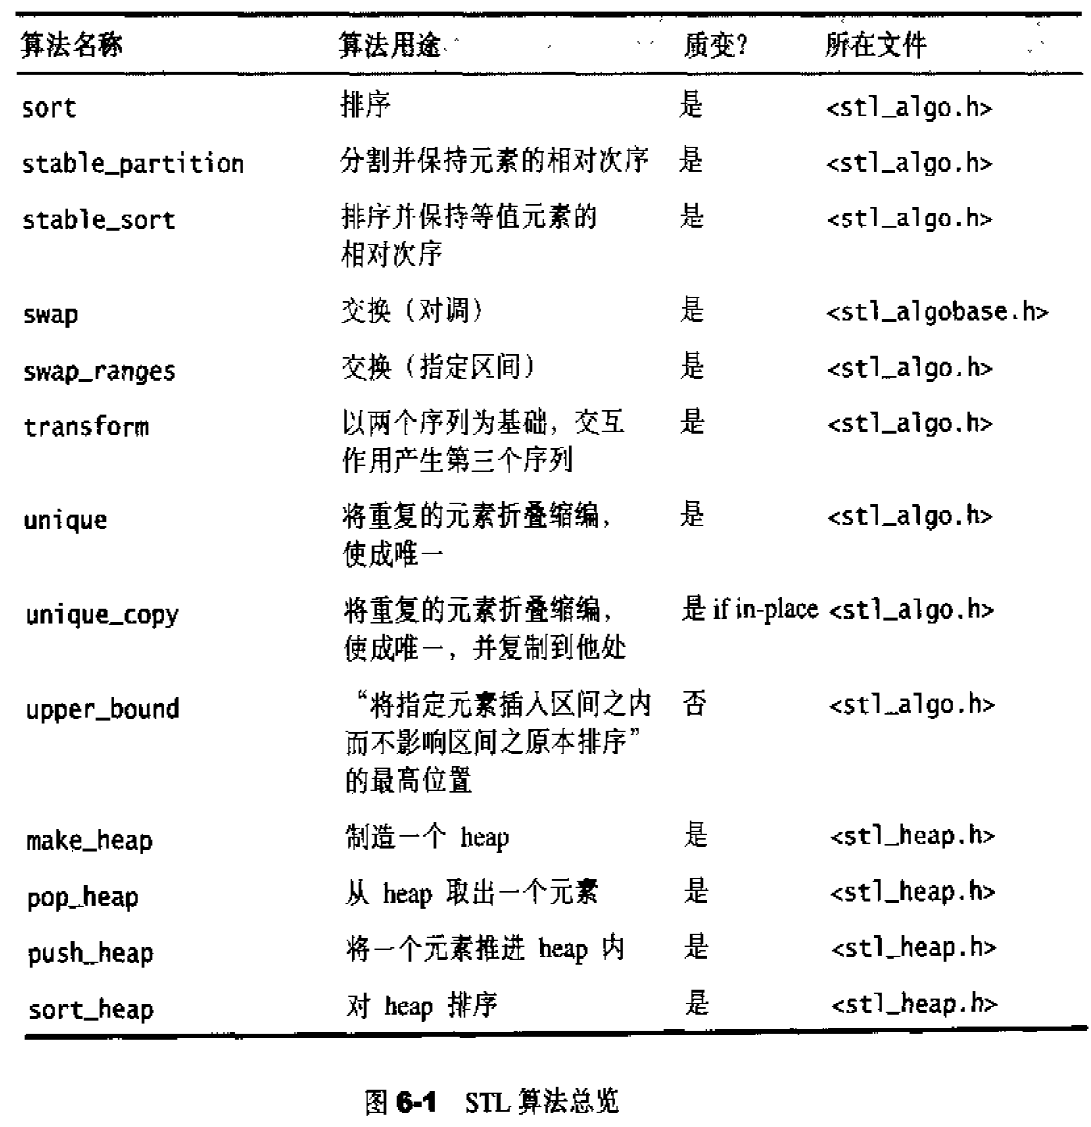 算法名称 算法用途 质变? 所在文件
sort 排序 是 <stl_algo.h>
stable_partition 分割并保持元素的相对次序 是 <stl_algo.h>
stable_sort 排序并保持等值元素的 是 <stl_algo.h>
相对次序
swap 交换（对调） 是 <stl_algobase.h>
swap_ranges 交换（指定区间） 是 <stl_algo.h>
transform 以两个序列为基础，交互 是 <stl_algo.h>
作用产生第三个序列
unique 将重复的元素折叠缩编， 是 <stl_algo.h>
使成唯一
unique_copy 将重复的元素折叠缩编， 是 if in-place <stl_algo.h>
使成唯一，并复制到他处
upper_bound “将指定元素插入区间之内 否 <stl_algo.h>
而不影响区间之原本排序”
的最高位置
make_heap 制造一个 heap 是 <stl_heap.h>
pop_heap 从 heap 取出一个元素 是 <stl_heap.h>
push_heap 将一个元素推进 heap 内 是 <stl_heap.h>
sort_heap 对 heap 排序 是 <stl_heap.h>
图 6-1 STL 算法总览